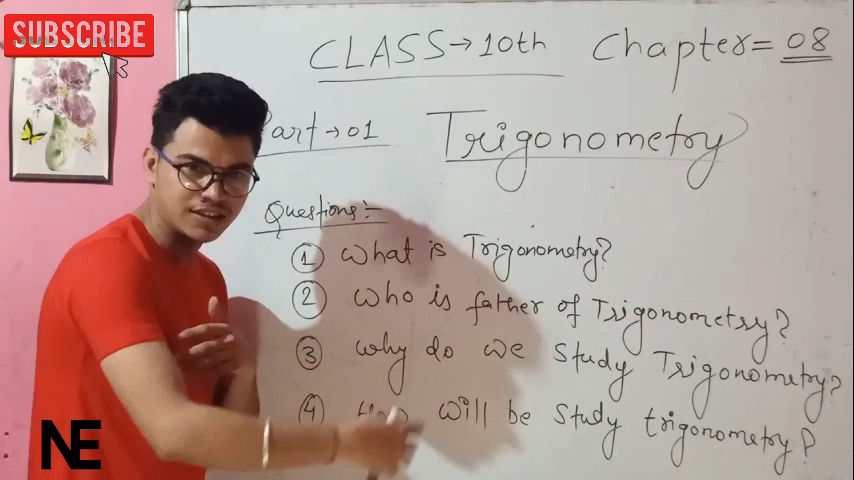 SUBSCRIBE
CLASS→10th Chapter=08
Part→01 Trigonometry
Questions:-
① What is Trigonometry?
② Who is father of Trigonometry?
③ Why do we Study Trigonometry?
④ will be Study trigonometry?
NE